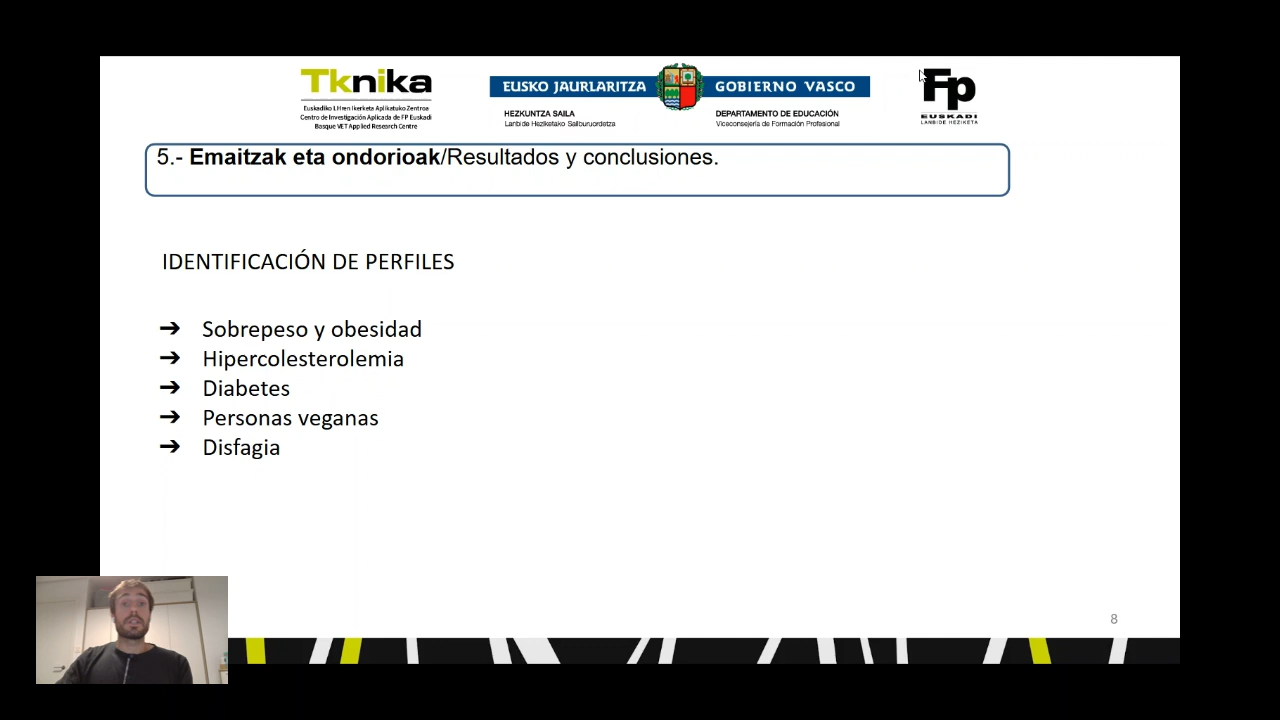 Tknika
Euskadiko LHren Ikerketa Aplikatuko Zentroa
Centro de Investigación Aplicada de FP Euskadi
Basque VET Applied Research Centre
EUSKO JAURLARITZA
GOBIERNO VASCO
HEZKUNTZA SAILA
Lanbide Heziketako Sailburuordetza
DEPARTAMENTO DE EDUCACIÓN
Viceconsejería de Formación Profesional
Fp
EUSKADI
LANBIDE HEZIKETA
5.- Emaitzak eta ondorioak/Resultados y conclusiones.
IDENTIFICACIÓN DE PERFILES
➔ Sobrepeso y obesidad
➔ Hipercolesterolemia
➔ Diabetes
➔ Personas veganas
➔ Disfagia
8